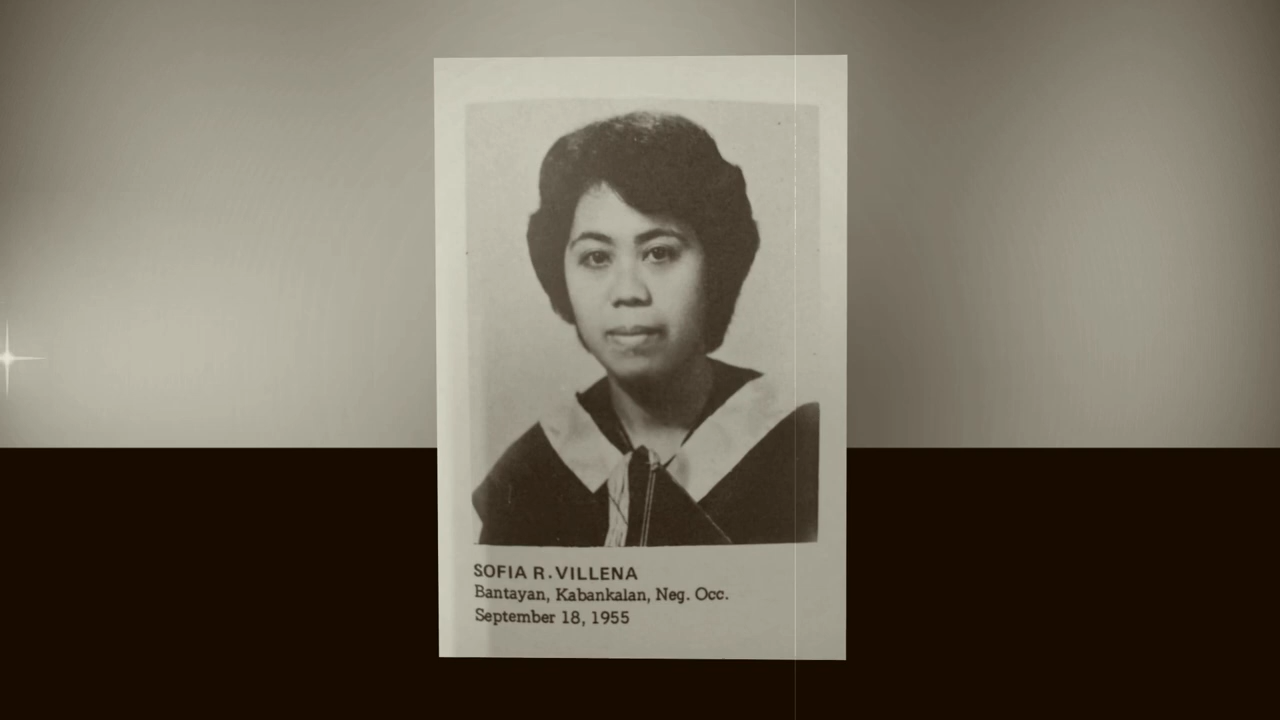 SOFIA R. VILLENA
Bantayan, Kabankalan, Neg. Occ.
September 18, 1955